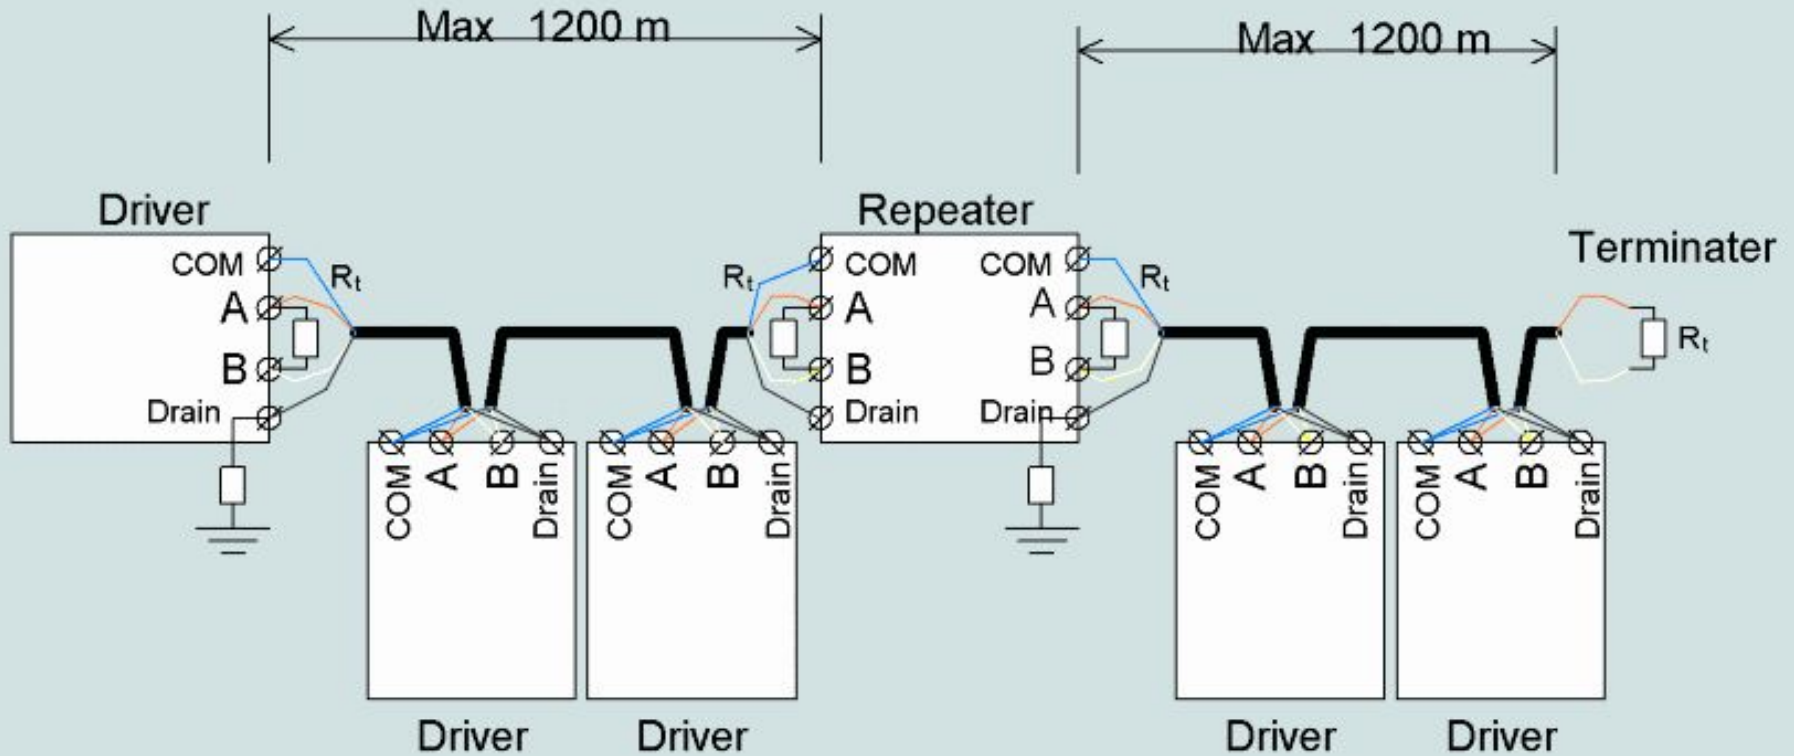 Max 1200 m
Max 1200 m
Driver
Repeater
Terminater
COM
A
B
Drain
Rt
Rt
COM
A
B
Drain
COM
A
B
Drain
Rt
Rt
COM
A
B
Drain
COM
A
B
Drain
COM
A
B
Drain
COM
A
B
Drain
Driver
Driver
Driver
Driver